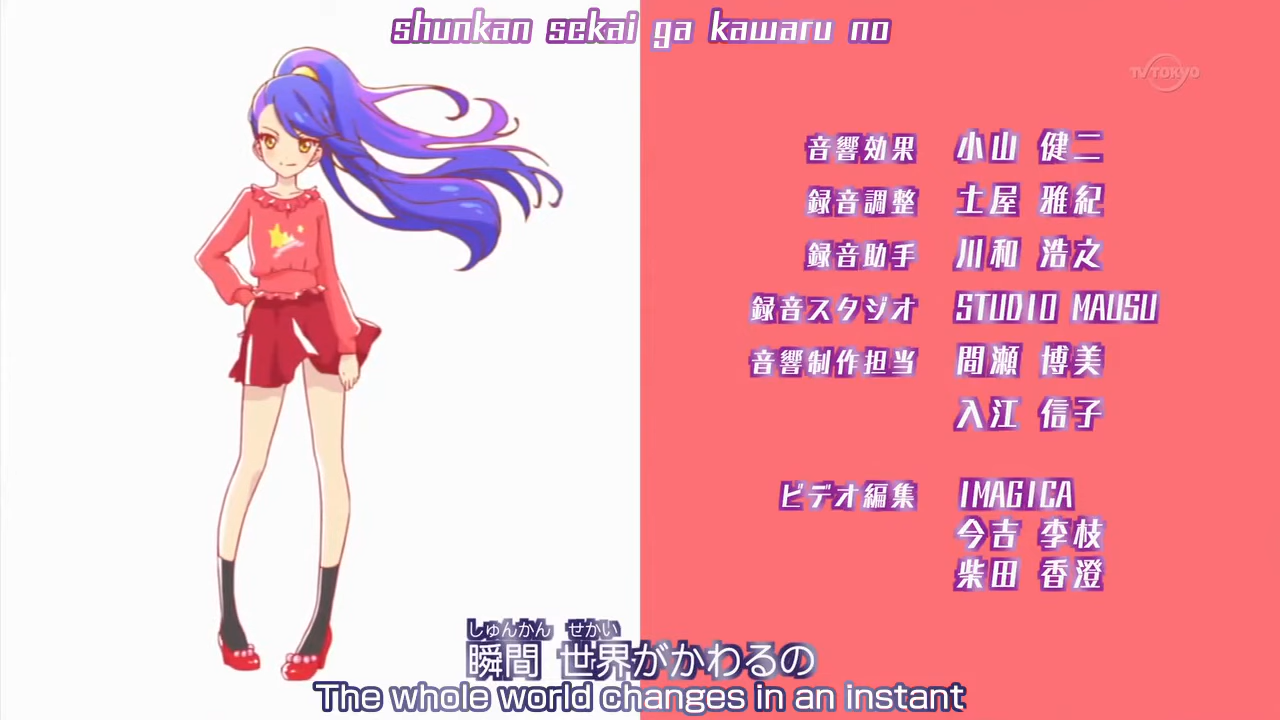 shunkan sekai ga kawaru no
TV TOKYO
音響効果 小山 健二
録音調整 土屋 雅紀
録音助手 川和 浩之
録音スタジオ STUDIO MAUSU
音響制作担当 間瀬 博美
入江 信子
ビデオ編集 IMAGICA
今吉 李枝
柴田 香澄
しゅんかん せかい
瞬間 世界がかわるの
The whole world changes in an instant